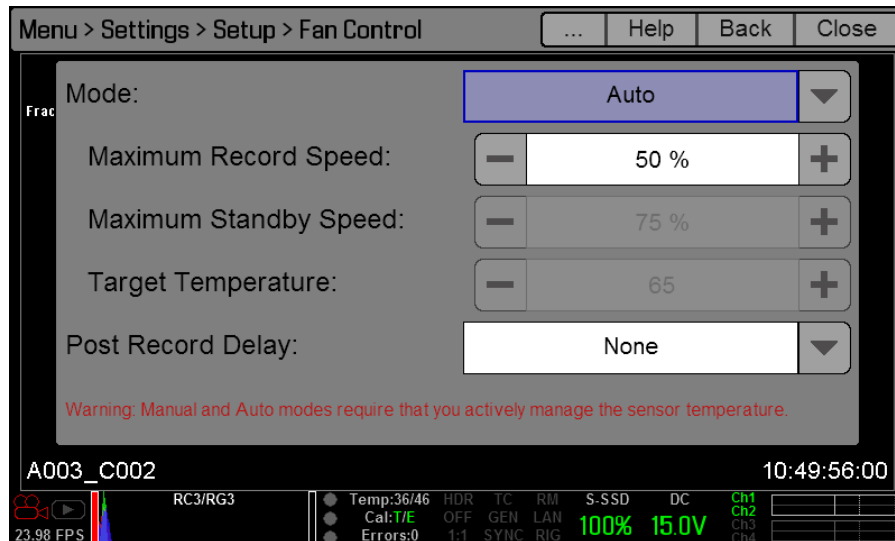 Menu > Settings > Setup > Fan Control ... Help Back Close
Frac
Mode: Auto
Maximum Record Speed: 50 %
Maximum Standby Speed: 75 %
Target Temperature: 65
Post Record Delay: None
Warning: Manual and Auto modes require that you actively manage the sensor temperature.
A003_C002 10:49:56:00
RC3/RG3 Temp:36/46 HDR TC RM S-SSD DC Ch1
Cal:T/E OFF GEN LAN 100% 15.0V Ch2
23.98 FPS Errors:0 1:1 SYNC RIG Ch3
Ch4